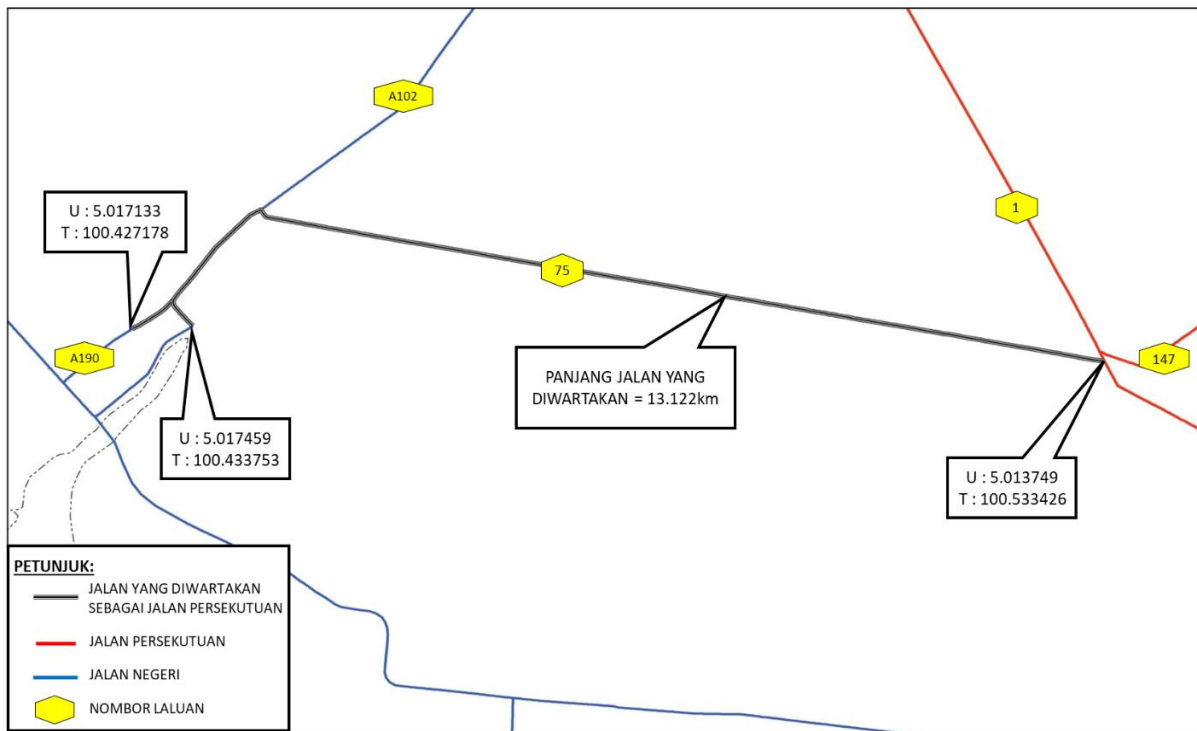 A102
U : 5.017133
T : 100.427178
1
75
A190
147
PANJANG JALAN YANG
DIWARTAKAN = 13.122km
U : 5.017459
T : 100.433753
U : 5.013749
T : 100.533426
PETUNJUK:
JALAN YANG DIWARTAKAN
SEBAGAI JALAN PERSEKUTUAN
JALAN PERSEKUTUAN
JALAN NEGERI
NOMBOR LALUAN